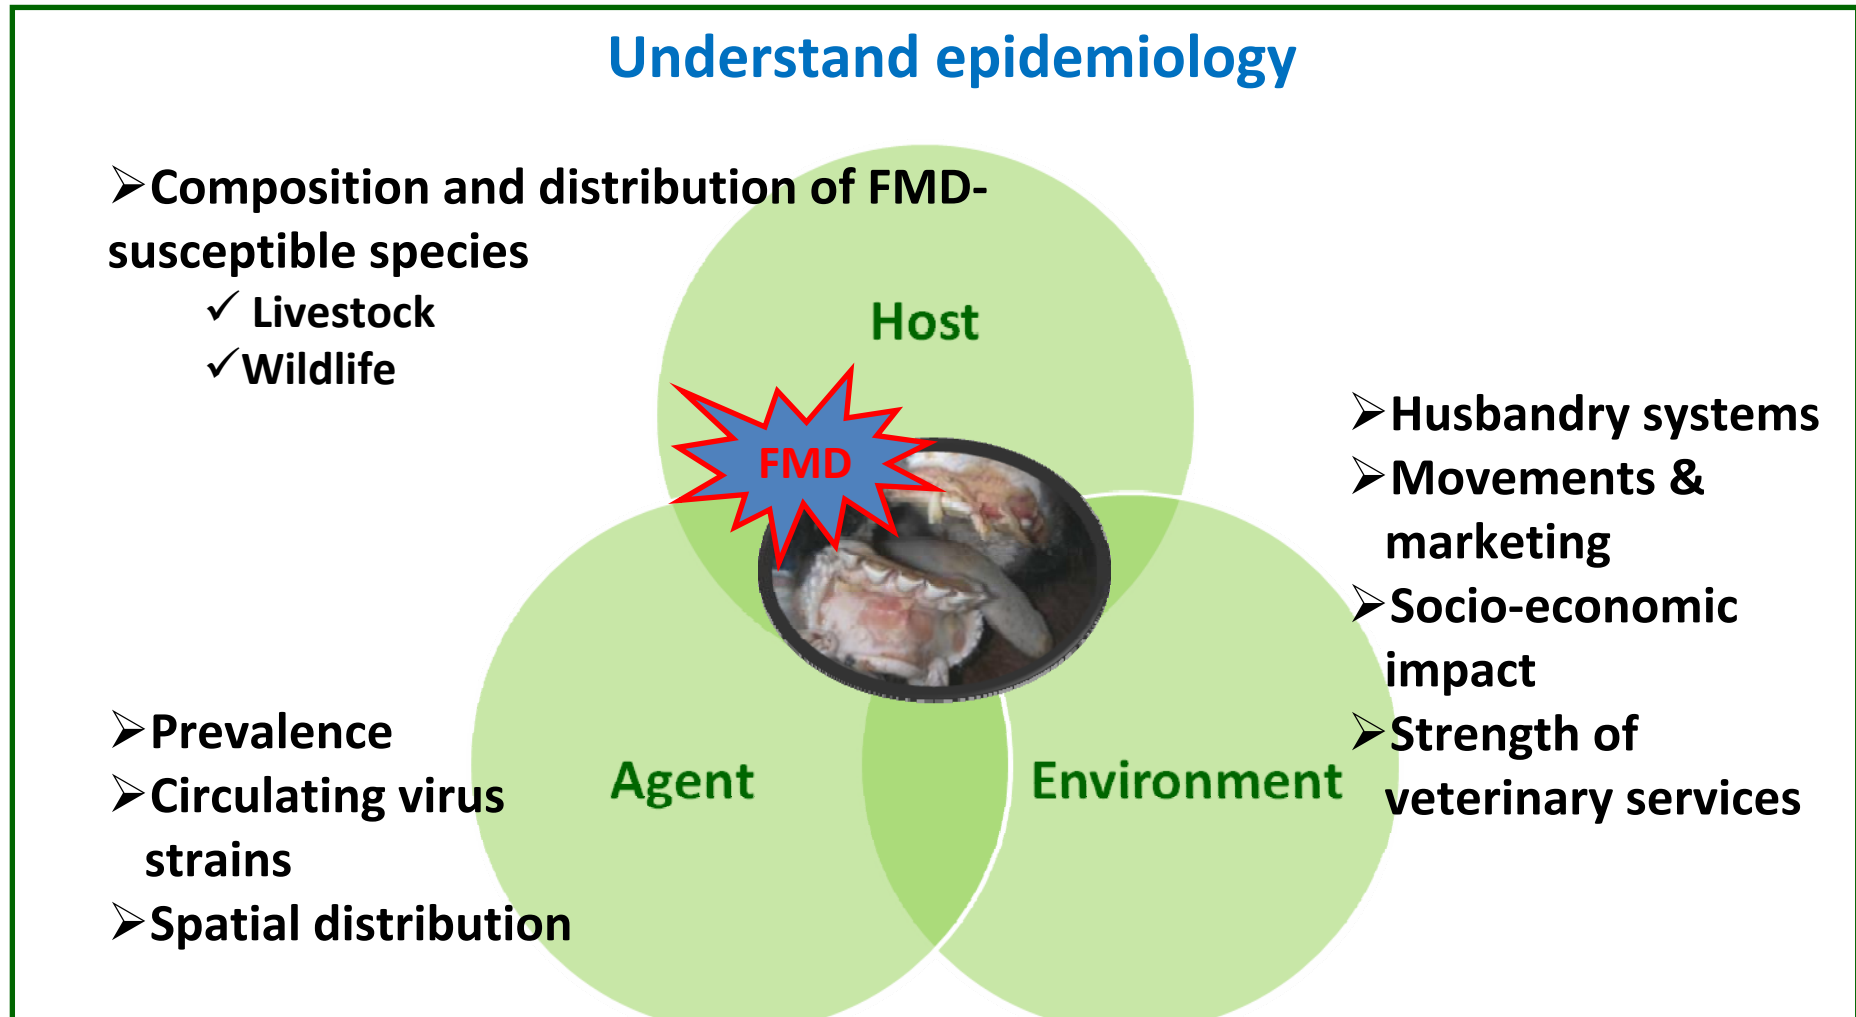 Understand epidemiology
➢Composition and distribution of FMD-
susceptible species
✓ Livestock
✓Wildlife
Host
FMD
➢Husbandry systems
➢Movements &
marketing
➢Socio-economic
impact
➢Strength of
veterinary services
➢Prevalence
➢Circulating virus
strains
➢Spatial distribution
Agent
Environment